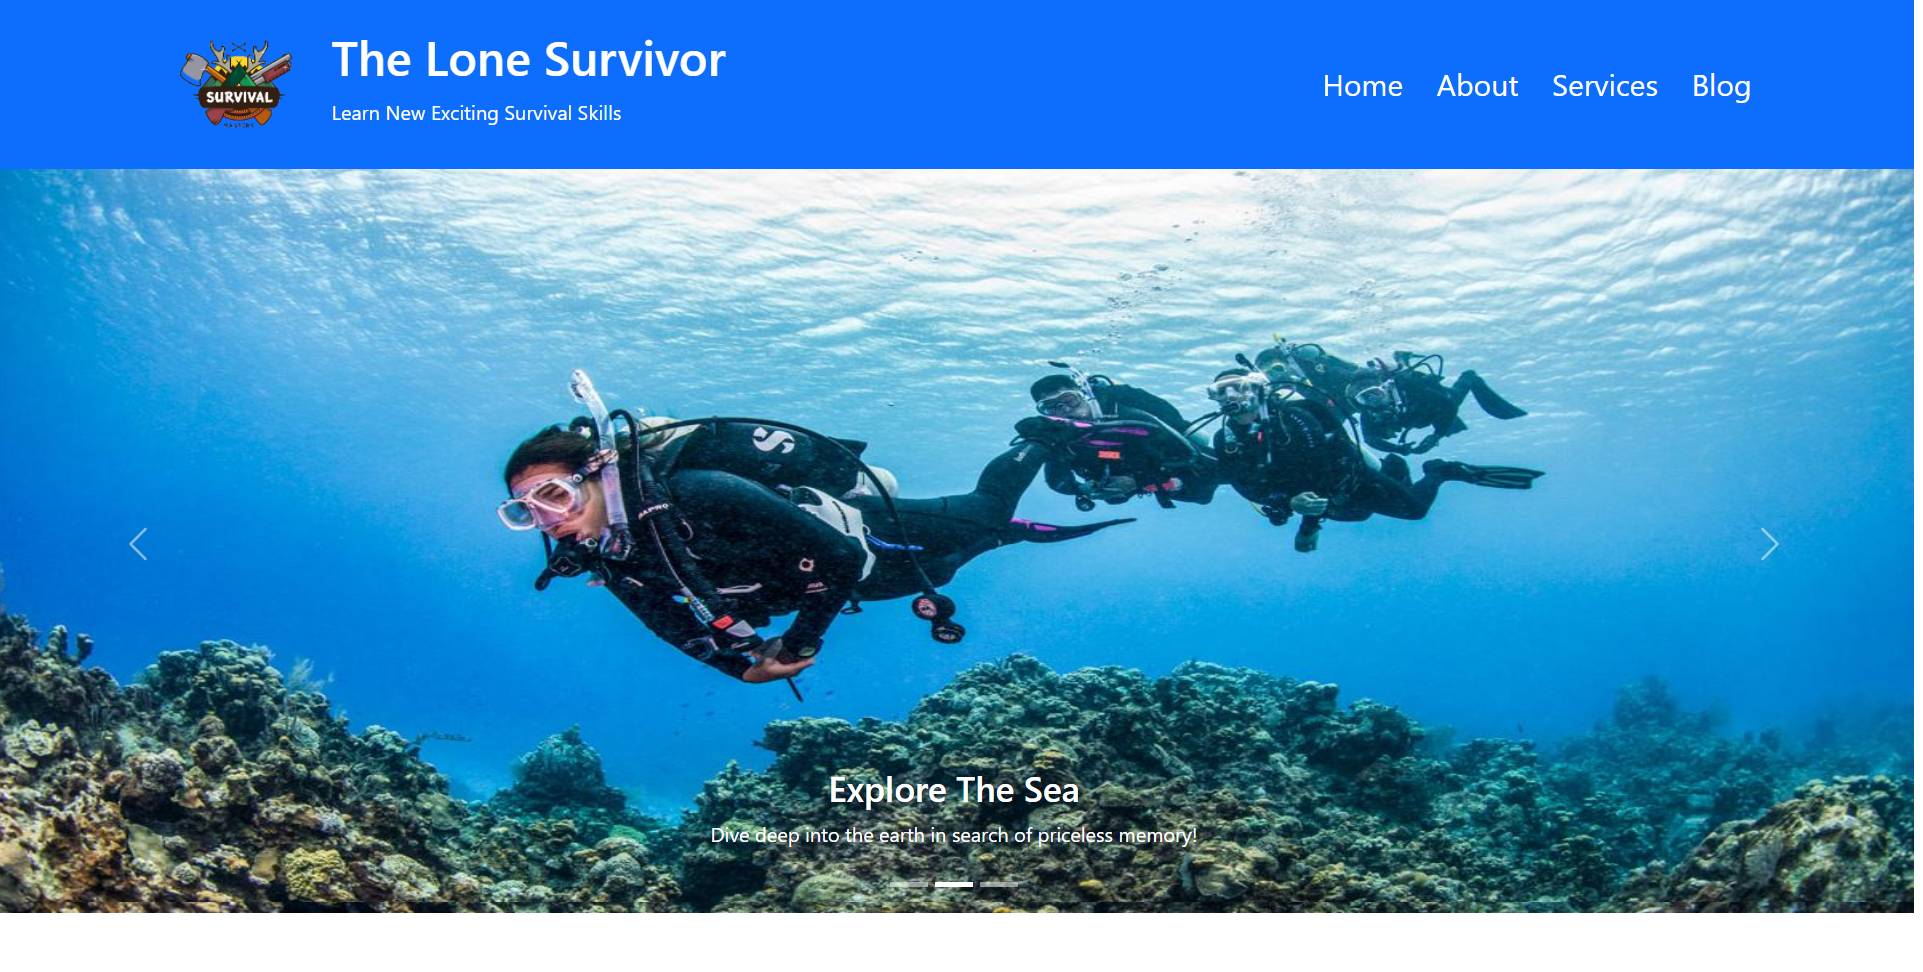 The Lone Survivor
Learn New Exciting Survival Skills
SURVIVAL
Home About Services Blog
Explore The Sea
Dive deep into the earth in search of priceless memory!